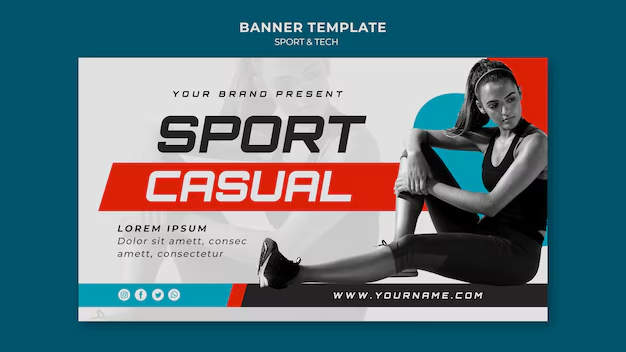 BANNER TEMPLATE
SPORT & TECH
YOUR BRAND PRESENT
SPORT
CASUAL
LOREM IPSUM
Dolor sit amett, consec
amett, consectetur
WWW.YOURNAME.COM